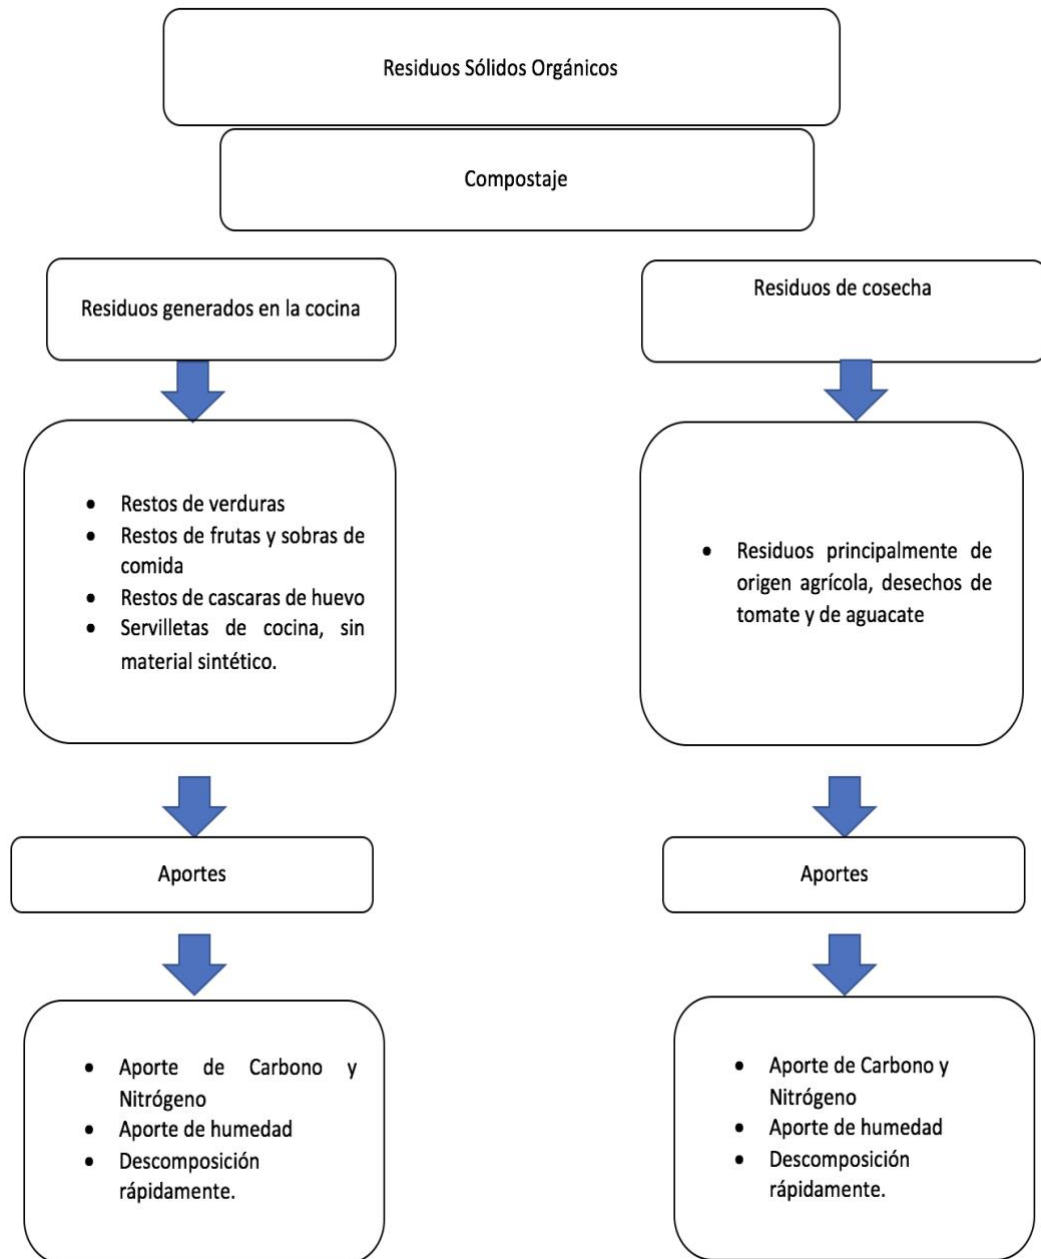 Residuos Sólidos Orgánicos
Compostaje
Residuos generados en la cocina
• Restos de verduras
• Restos de frutas y sobras de
comida
• Restos de cascaras de huevo
• Servilletas de cocina, sin
material sintético.
Aportes
• Aporte de Carbono y
Nitrógeno
• Aporte de humedad
• Descomposición
rápidamente.
Residuos de cosecha
• Residuos principalmente de
origen agrícola, desechos de
tomate y de aguacate
Aportes
• Aporte de Carbono y
Nitrógeno
• Aporte de humedad
• Descomposición
rápidamente.